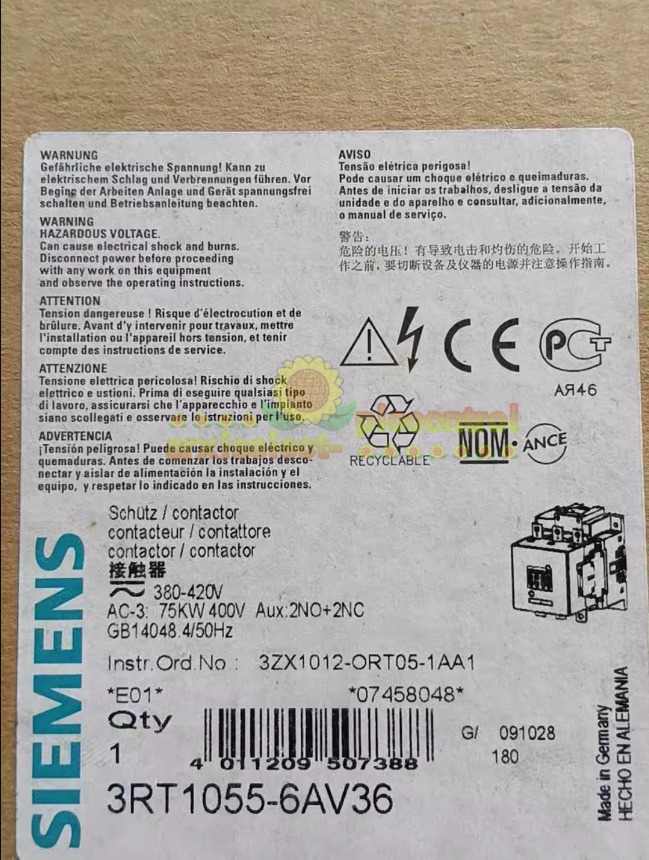 WARNUNG
Gefährliche elektrische Spannung! Kann zu
elektrischem Schlag und Verbrennungen führen. Vor
Beginn der Arbeiten Anlage und Gerät spannungsfrei
schalten und Betriebsanleitung beachten.
WARNING
HAZARDOUS VOLTAGE.
Can cause electrical shock and burns.
Disconnect power before proceeding
with any work on this equipment
and observe the operating instructions.
ATTENTION
Tension dangereuse ! Risque d'électrocution et de
brûlure. Avant d'y intervenir pour travaux, mettre
l'installation ou l'appareil hors tension, et tenir
compte des instructions de service.
ATTENZIONE
Tensione elettrica pericolosa! Rischio di shock
elettrico e ustioni. Prima di eseguire qualsiasi tipo
di lavoro, assicurarsi che l'apparecchio e l'impianto
siano scollegati e osservare le istruzioni per l'uso.
ADVERTENCIA
¡Tensión peligrosa! Puede causar choque eléctrico y
quemaduras. Antes de comenzar los trabajos desco-
nectar y aislar de alimentación la instalación y el
equipo, y respetar lo indicado en las instrucciones.
AVISO
Tensão elétrica perigosa!
Pode causar um choque elétrico e queimaduras.
Antes de iniciar os trabalhos, desligue a tensão da
unidade e do aparelho e consultar, adicionalmente,
o manual de serviço.
警告:
危险的电压! 有导致电击和灼伤的危险。开始工
作之前,要切断设备及仪器的电源并注意操作指南。
CE
РСТ
АЯ46
RECYCLABLE
NOM·ANCE
SIEMENS
Schütz / contactor
contacteur / contattore
contactor / contactor
接触器
380-420V
AC-3: 75KW 400V Aux:2NO+2NC
GB14048.4/50Hz
Instr.Ord.No : 3ZX1012-0RT05-1AA1
*E01* *07458048*
Qty
1
4 011209 507388
G/ 091028
180
3RT1055-6AV36
Made in Germany
HECHO EN ALEMANIA